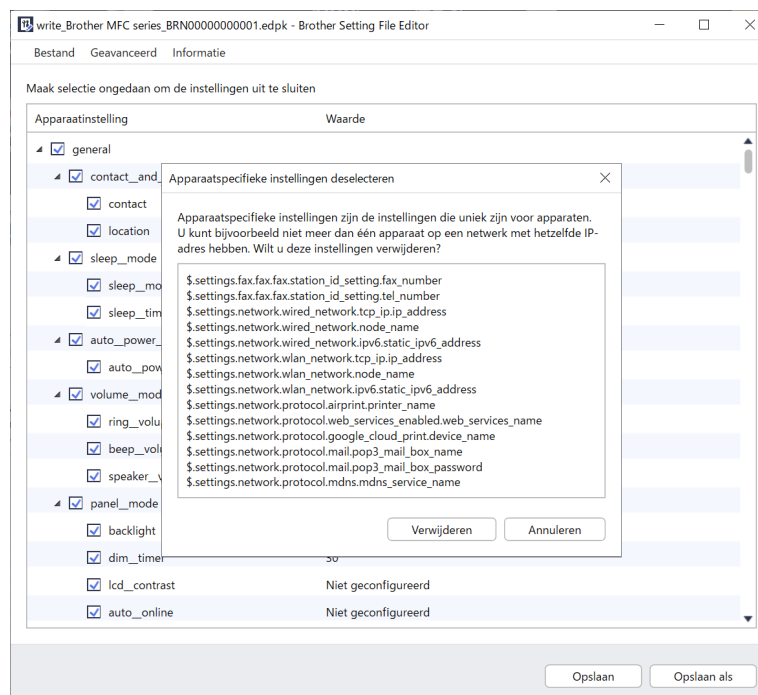 write_Brother MFC series_BRN00000000001.edpk - Brother Setting File Editor
Bestand Geavanceerd Informatie
Maak selectie ongedaan om de instellingen uit te sluiten
Apparaatinstelling Waarde
general
contact__and_
contact
location
sleep__mode
sleep__mo
sleep__tim
auto__power_
auto__pow
volume__mod
ring__volu
beep__volu
speaker__v
panel__mode
backlight
dim__timer 30
lcd__contrast Niet geconfigureerd
auto__online Niet geconfigureerd
Apparaatspecifieke instellingen deselecteren
Apparaatspecifieke instellingen zijn de instellingen die uniek zijn voor apparaten.
U kunt bijvoorbeeld niet meer dan één apparaat op een netwerk met hetzelfde IP-
adres hebben. Wilt u deze instellingen verwijderen?
$.settings.fax.fax.fax.station_id_setting.fax_number
$.settings.fax.fax.fax.station_id_setting.tel_number
$.settings.network.wired_network.tcp_ip.ip_address
$.settings.network.wired_network.node_name
$.settings.network.wired_network.ipv6.static_ipv6_address
$.settings.network.wlan_network.tcp_ip.ip_address
$.settings.network.wlan_network.node_name
$.settings.network.wlan_network.ipv6.static_ipv6_address
$.settings.network.protocol.airprint.printer_name
$.settings.network.protocol.web_services_enabled.web_services_name
$.settings.network.protocol.google_cloud_print.device_name
$.settings.network.protocol.mail.pop3_mail_box_name
$.settings.network.protocol.mail.pop3_mail_box_password
$.settings.network.protocol.mdns.mdns_service_name
Verwijderen Annuleren
Opslaan Opslaan als